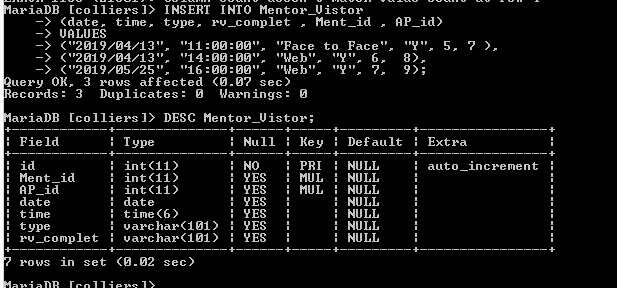 MariaDB [colliers]> INSERT INTO Mentor_Vistor
    -> (date, time, type, rv_complet , Ment_id , AP_id)
    -> VALUES
    -> ("2019/04/13", "11:00:00", "Face to Face", "Y", 5, 7 ),
    -> ("2019/04/13", "14:00:00", "Web", "Y", 6,  8),
    -> ("2019/05/25", "16:00:00", "Web", "Y", 7,  9);
Query OK, 3 rows affected (0.07 sec)
Records: 3  Duplicates: 0  Warnings: 0
MariaDB [colliers]> DESC Mentor_Vistor;
+------------+--------------+------+-----+---------+----------------+
| Field      | Type         | Null | Key | Default | Extra          |
+------------+--------------+------+-----+---------+----------------+
| id         | int(11)      | NO   | PRI | NULL    | auto_increment |
| Ment_id    | int(11)      | YES  | MUL | NULL    |                |
| AP_id      | int(11)      | YES  | MUL | NULL    |                |
| date       | date         | YES  |     | NULL    |                |
| time       | time(6)      | YES  |     | NULL    |                |
| type       | varchar(101) | YES  |     | NULL    |                |
| rv_complet | varchar(101) | YES  |     | NULL    |                |
+------------+--------------+------+-----+---------+----------------+
7 rows in set (0.02 sec)
MariaDB [colliers]>